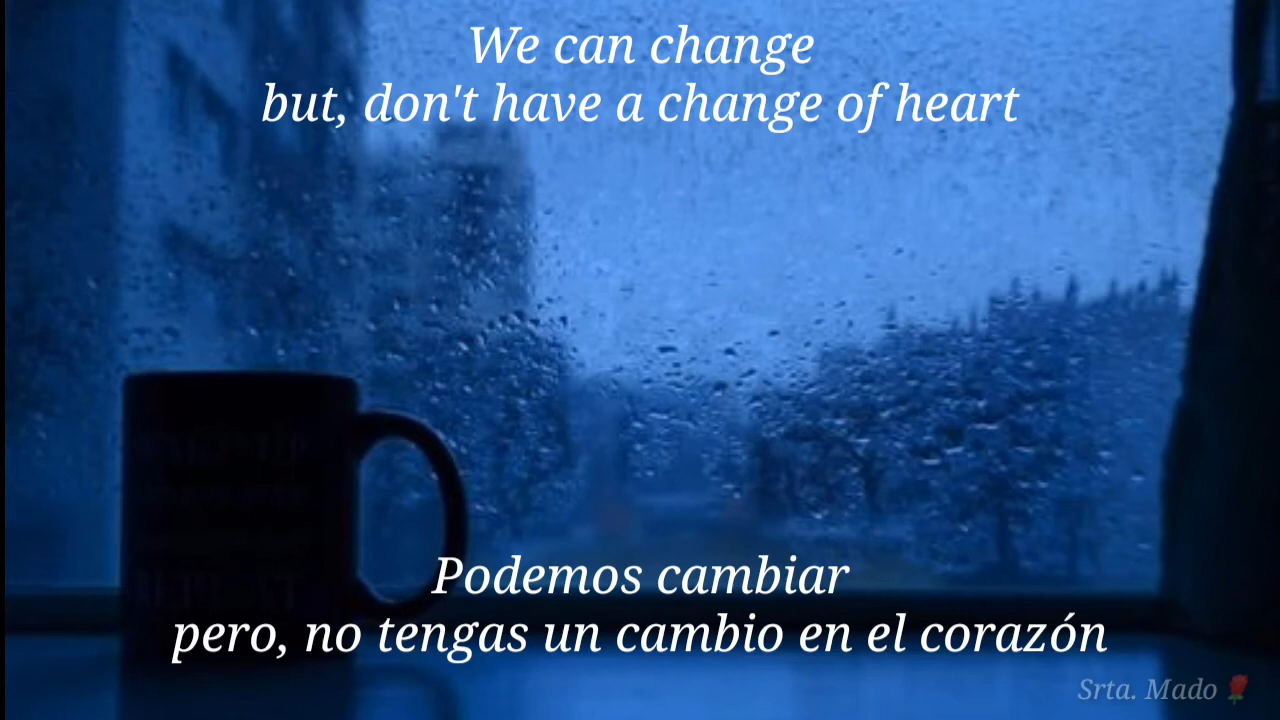 We can change
but, don't have a change of heart
Podemos cambiar
pero, no tengas un cambio en el corazón
Srta. Mado🌹